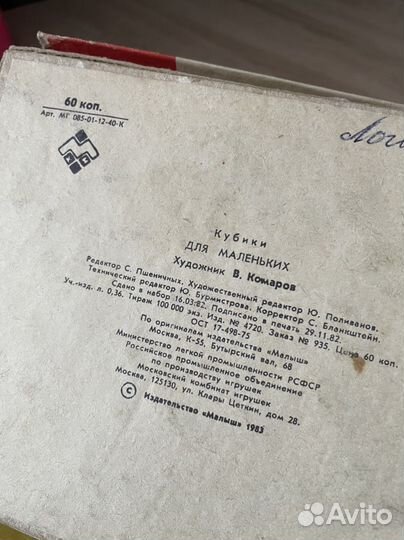 60 коп.
Арт. МГ 085-01-12-40-К
Кубики
ДЛЯ МАЛЕНЬКИХ
Художник В. Комаров
Редактор С. Пшеничных. Художественный редактор Ю. Поливанов.
Технический редактор Ю. Бурмистрова. Корректор С. Бланкштейн.
Сдано в набор 16.03.82. Подписано в печать 29.11.82.
Уч.-изд. л. 0,36. Тираж 100 000 экз. Изд. № 4720. Заказ № 935. Цена 60 коп.
ОСТ 17-498-75
По оригиналам издательства «Малыш»
Москва, К-55, Бутырский вал, 68
Министерство легкой промышленности РСФСР
Российское промышленное объединение
по производству игрушек
Московский комбинат игрушек
Москва, 125130, ул. Клары Цеткин, дом 28.
© Издательство «Малыш» 1983
Avito